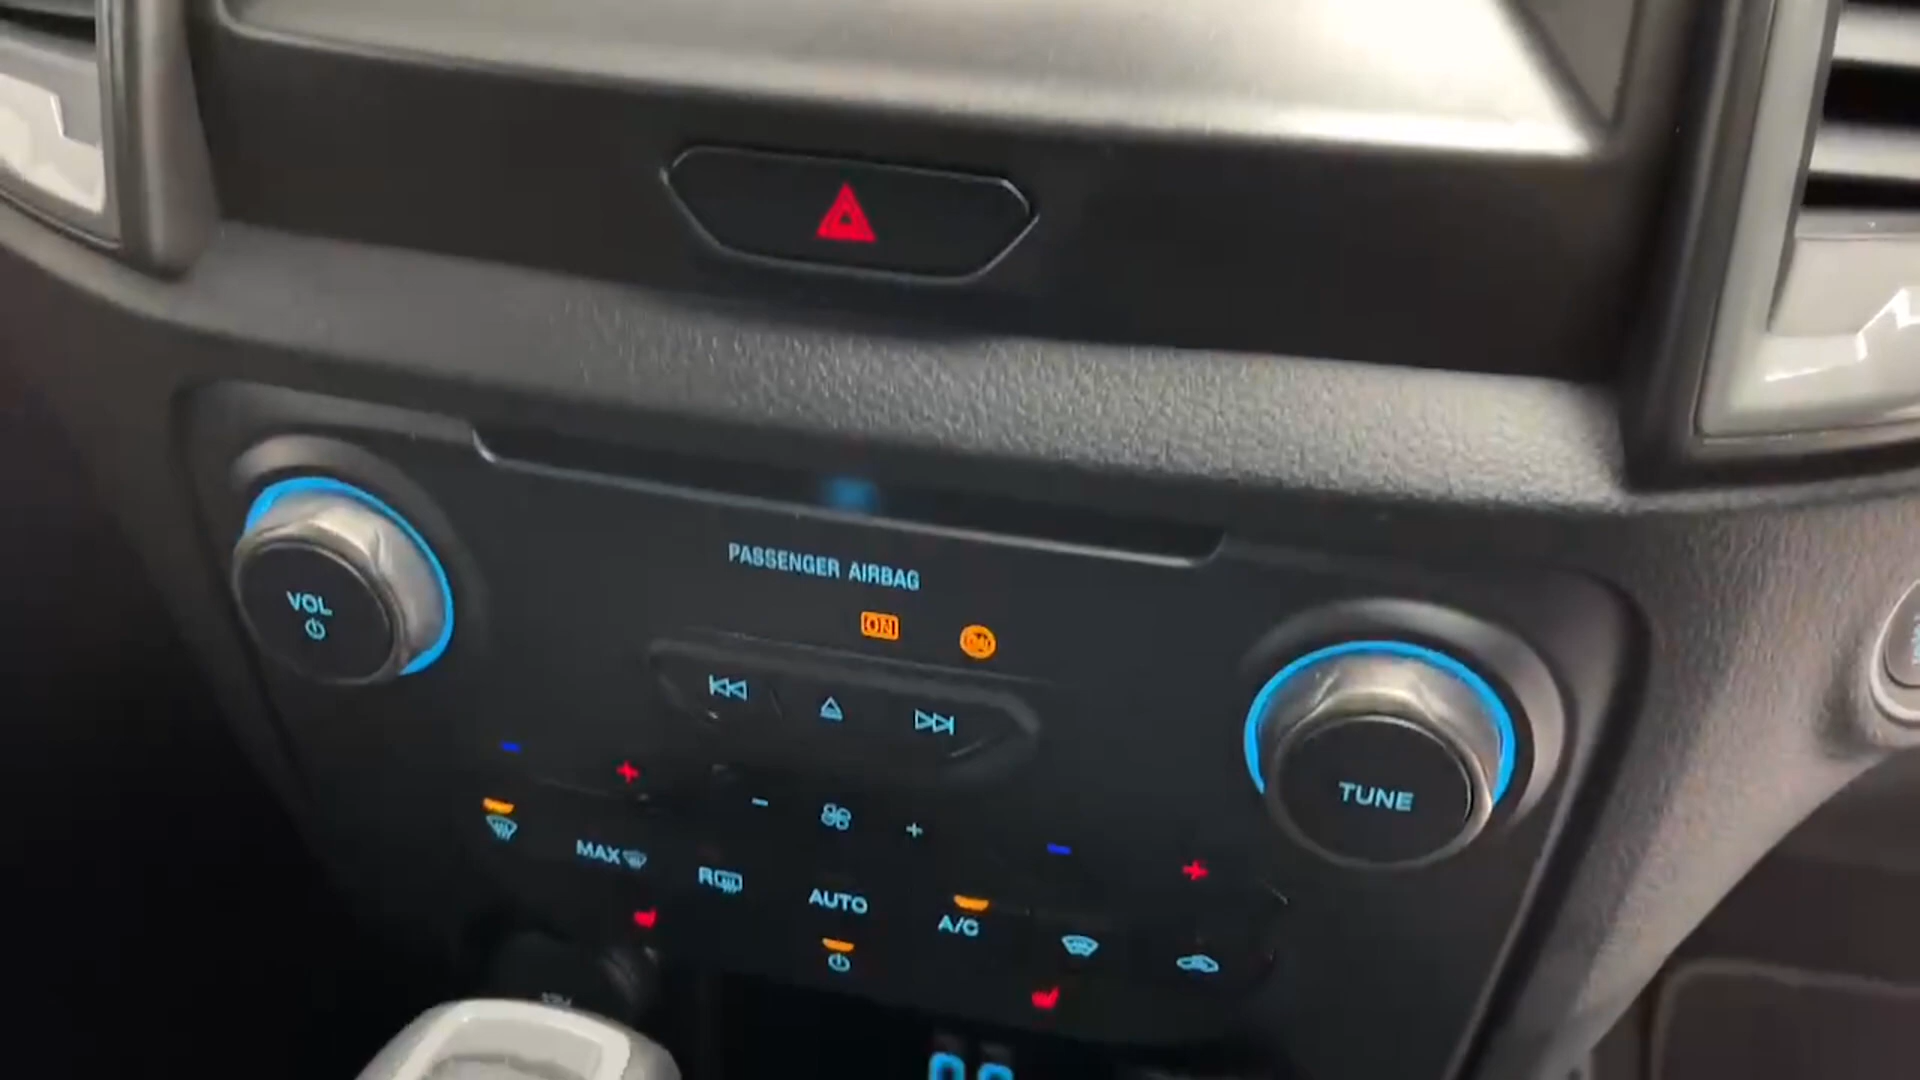 PASSENGER AIRBAG
ON
VOL
TUNE
MAX
R
AUTO
A/C